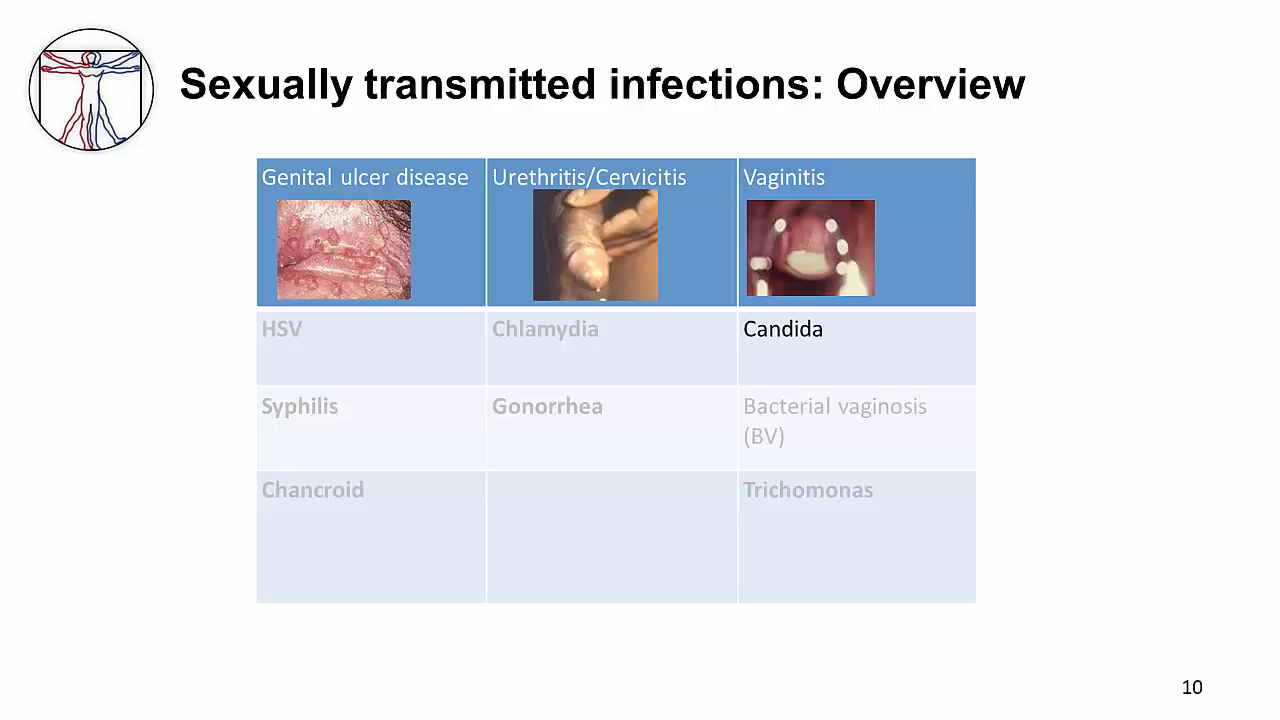 Sexually transmitted infections: Overview
Genital ulcer disease
Urethritis/Cervicitis
Vaginitis
HSV
Chlamydia
Candida
Syphilis
Gonorrhea
Bacterial vaginosis
(BV)
Chancroid
Trichomonas
10